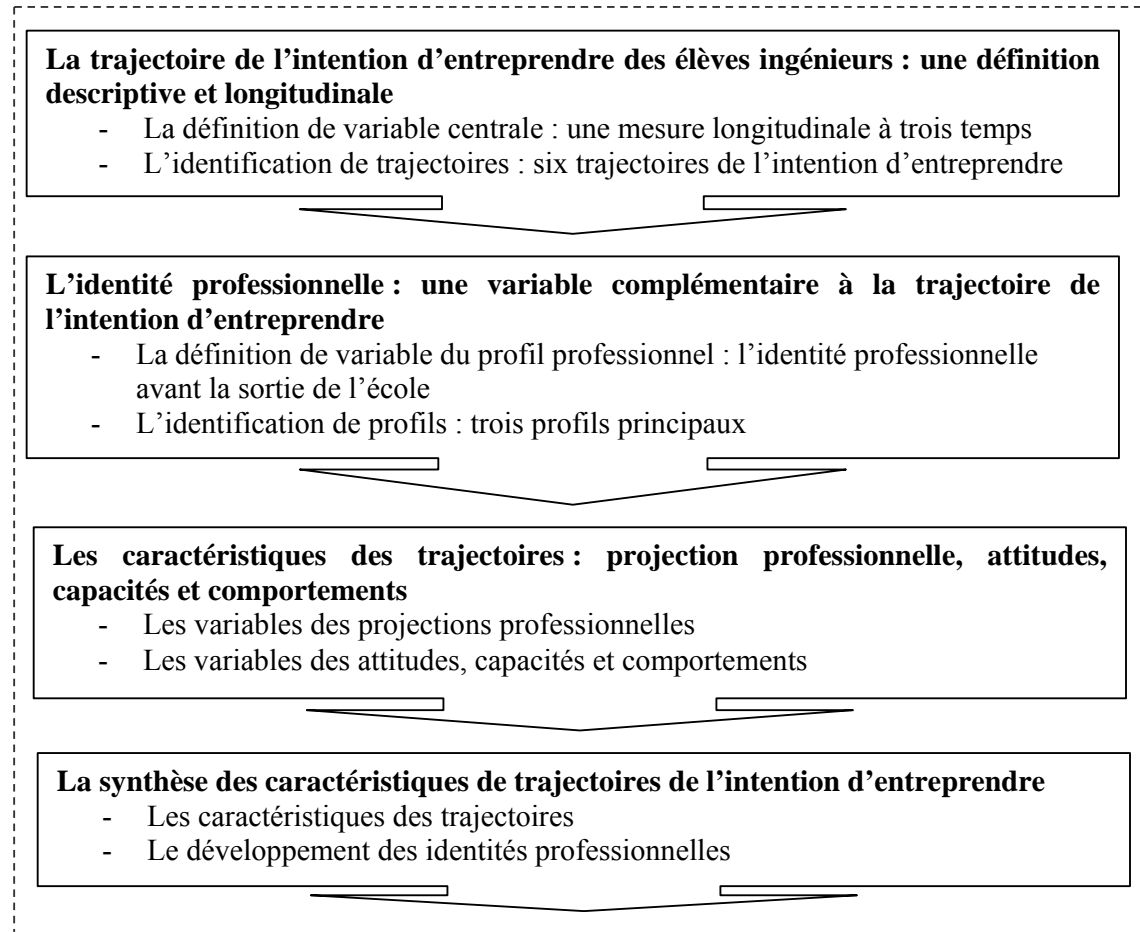 La trajectoire de l’intention d’entreprendre des élèves ingénieurs : une définition
descriptive et longitudinale
- La définition de variable centrale : une mesure longitudinale à trois temps
- L’identification de trajectoires : six trajectoires de l’intention d’entreprendre
L’identité professionnelle : une variable complémentaire à la trajectoire de
l’intention d’entreprendre
- La définition de variable du profil professionnel : l’identité professionnelle
avant la sortie de l’école
- L’identification de profils : trois profils principaux
Les caractéristiques des trajectoires : projection professionnelle, attitudes,
capacités et comportements
- Les variables des projections professionnelles
- Les variables des attitudes, capacités et comportements
La synthèse des caractéristiques de trajectoires de l’intention d’entreprendre
- Les caractéristiques des trajectoires
- Le développement des identités professionnelles